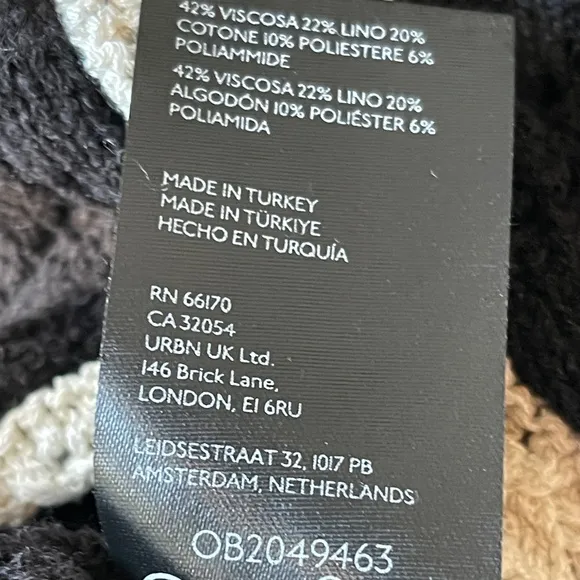 42% VISCOSA 22% LINO 20%
COTONE 10% POLIESTERE 6%
POLIAMMIDE
42% VISCOSA 22% LINO 20%
ALGODÓN 10% POLIÉSTER 6%
POLIAMIDA
MADE IN TURKEY
MADE IN TÜRKIYE
HECHO EN TURQUÍA
RN 66170
CA 32054
URBN UK Ltd.
146 Brick Lane,
LONDON, E1 6RU
LEIDSESTRAAT 32, 1017 PB
AMSTERDAM, NETHERLANDS
OB2049463